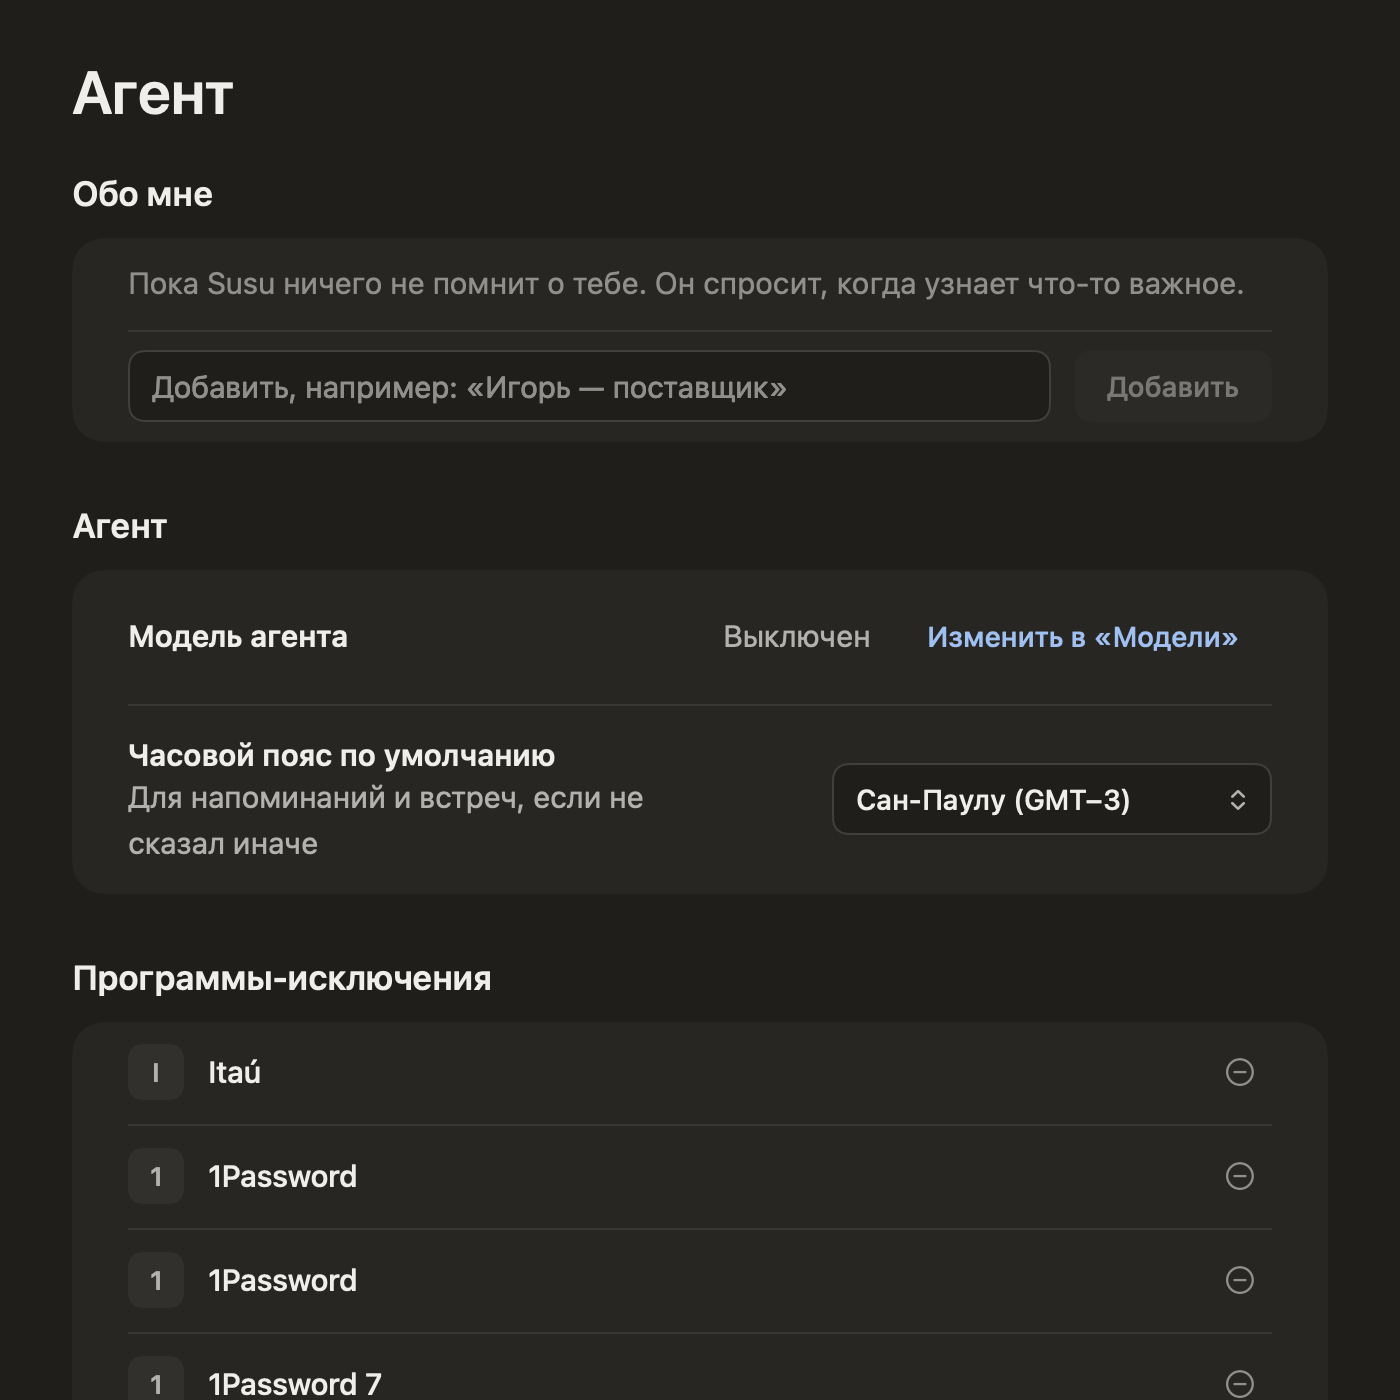 Агент
Обо мне
Пока Susu ничего не помнит о тебе. Он спросит, когда узнает что-то важное.
Добавить, например: «Игорь — поставщик»
Добавить
Агент
Модель агента
Выключен
Изменить в «Модели»
Часовой пояс по умолчанию
Для напоминаний и встреч, если не
сказал иначе
Сан-Паулу (GMT−3)
Программы-исключения
I
Itaú
1
1Password
1
1Password
1
1Password 7